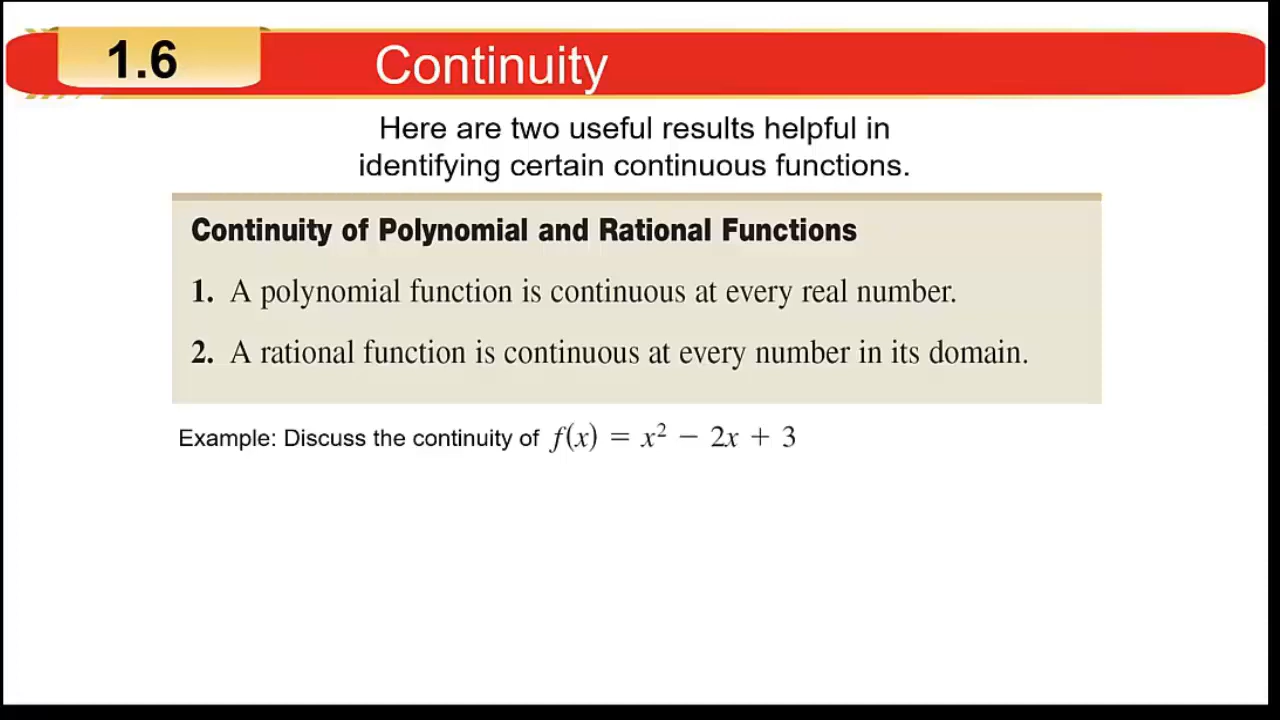 1.6
Continuity
Here are two useful results helpful in
identifying certain continuous functions.
Continuity of Polynomial and Rational Functions
1. A polynomial function is continuous at every real number.
2. A rational function is continuous at every number in its domain.
Example: Discuss the continuity of f(x) = x² − 2x + 3